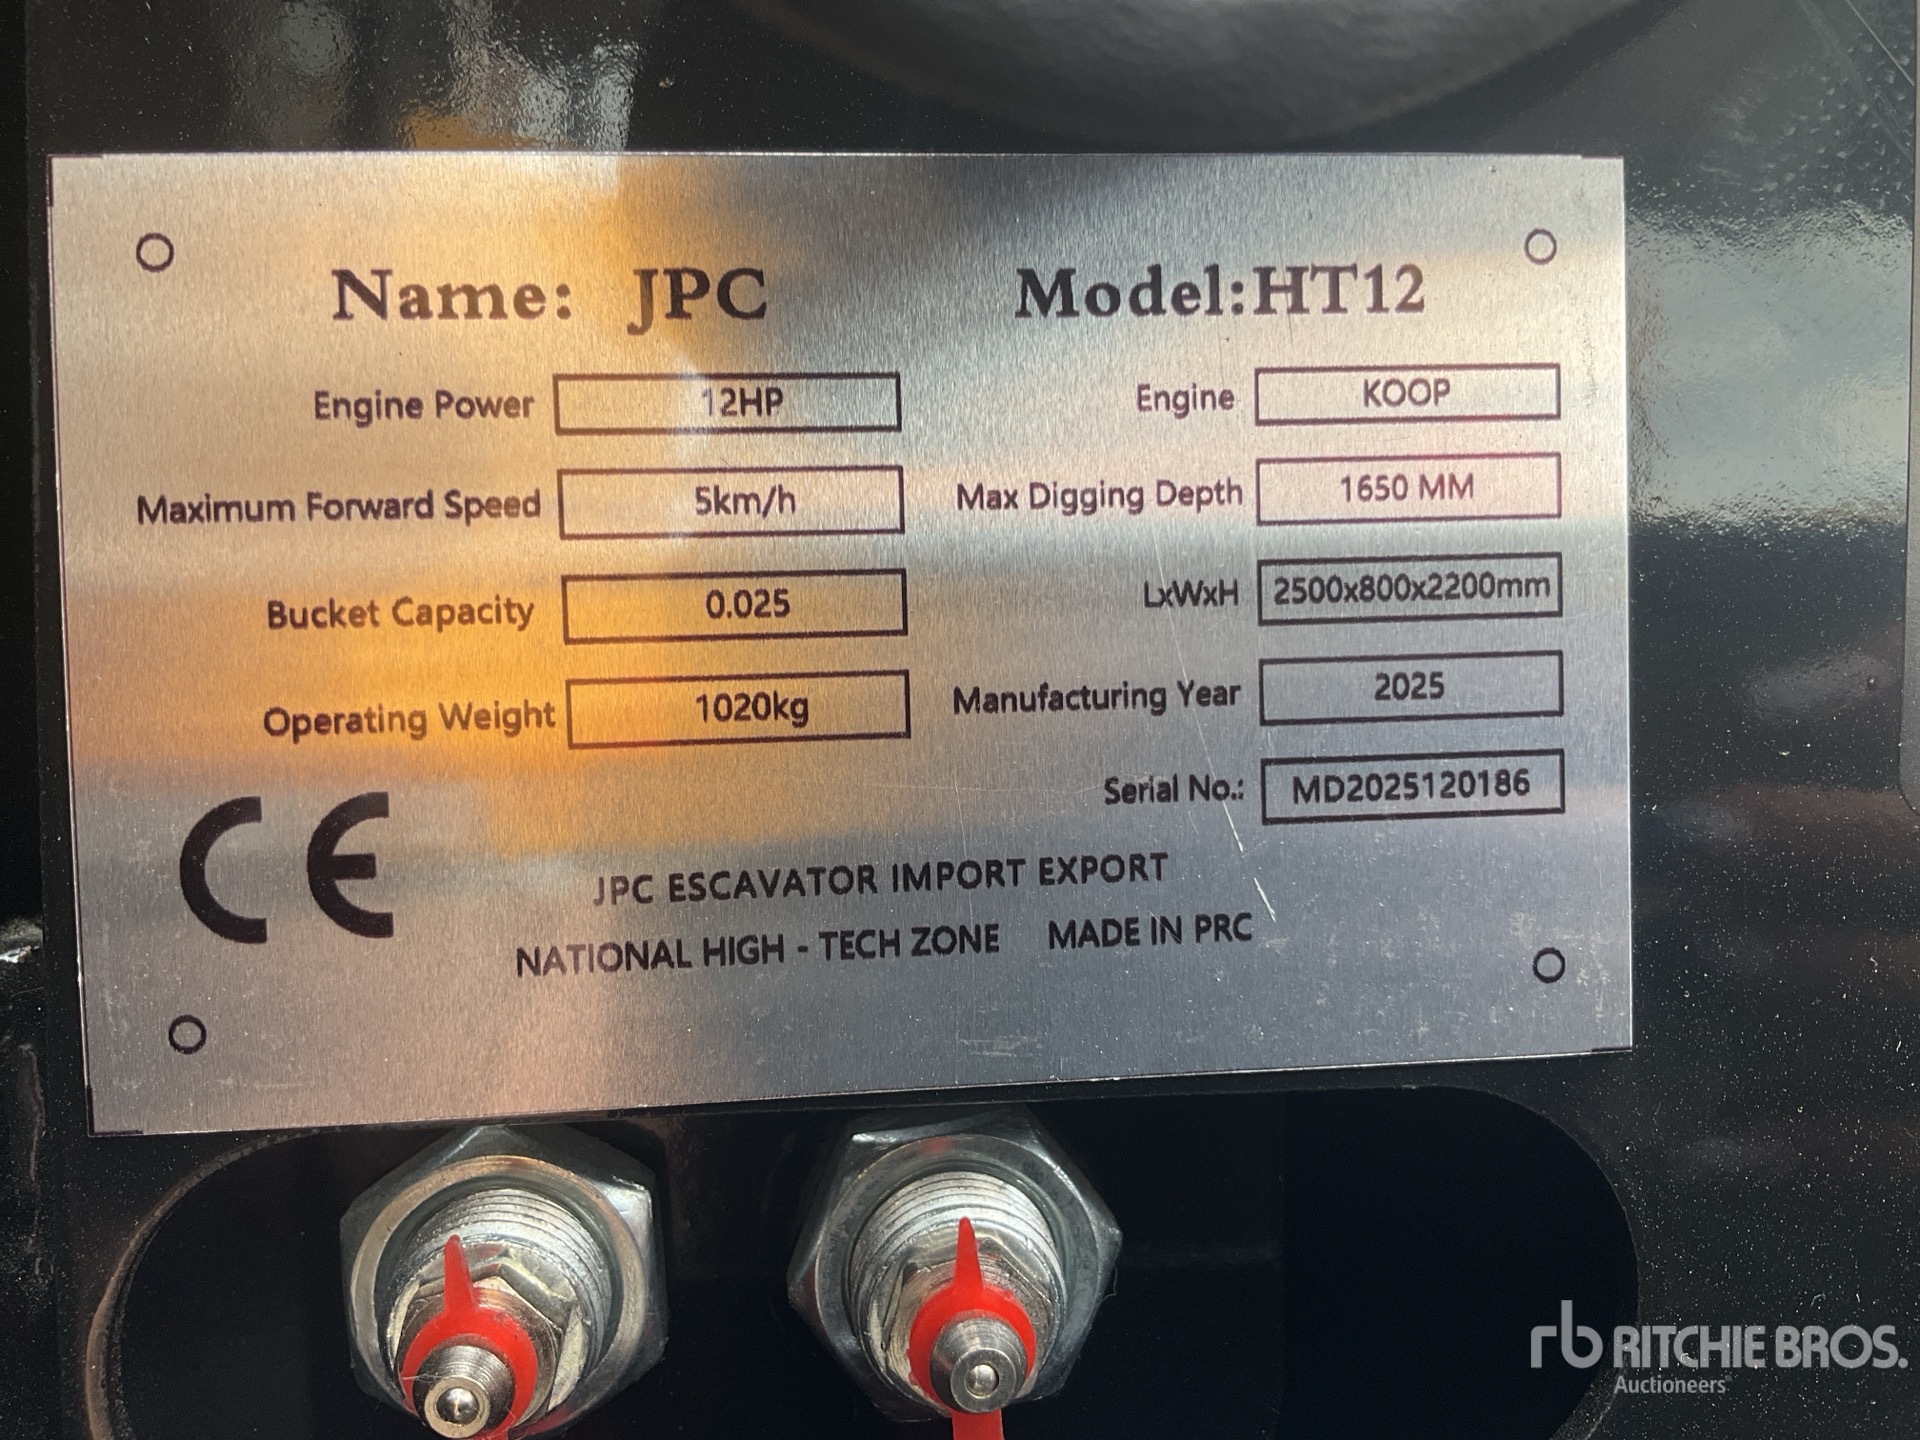 Name: JPC Model:HT12
Engine Power 12HP Engine KOOP
Maximum Forward Speed 5km/h Max Digging Depth 1650 MM
Bucket Capacity 0.025 LxWxH 2500x800x2200mm
Operating Weight 1020kg Manufacturing Year 2025
Serial No.: MD2025120186
CE
JPC ESCAVATOR IMPORT EXPORT
NATIONAL HIGH - TECH ZONE MADE IN PRC
rb RITCHIE BROS.
Auctioneers